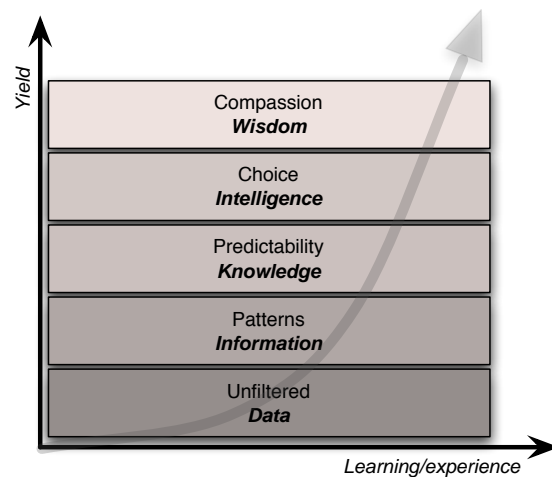 Yield
Compassion
Wisdom
Choice
Intelligence
Predictability
Knowledge
Patterns
Information
Unfiltered
Data
Learning/experience